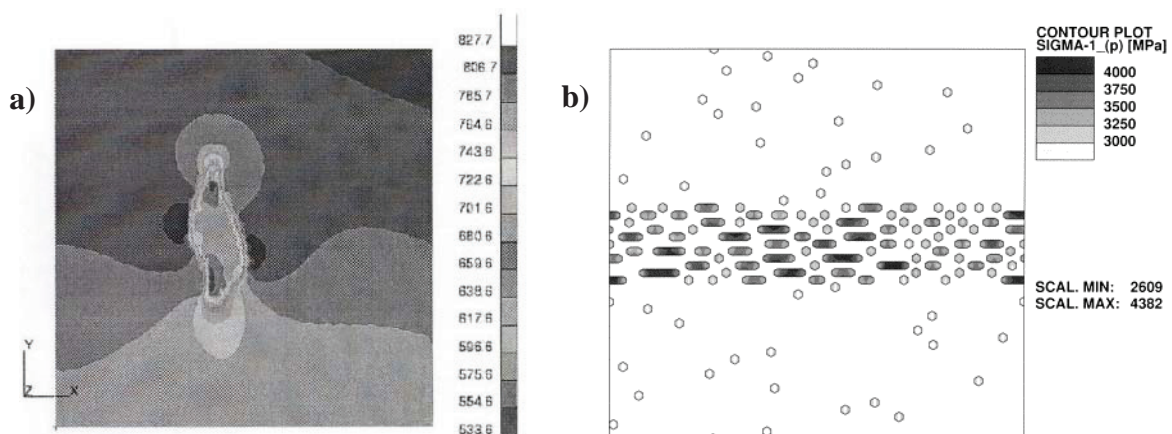 a)
827.7
806.7
785.7
764.6
743.6
722.6
701.6
680.6
659.6
638.6
617.6
596.6
575.6
554.6
533.6
Y
Z
X
b)
CONTOUR PLOT
SIGMA-1_(p) [MPa]
4000
3750
3500
3250
3000
SCAL. MIN: 2609
SCAL. MAX: 4382